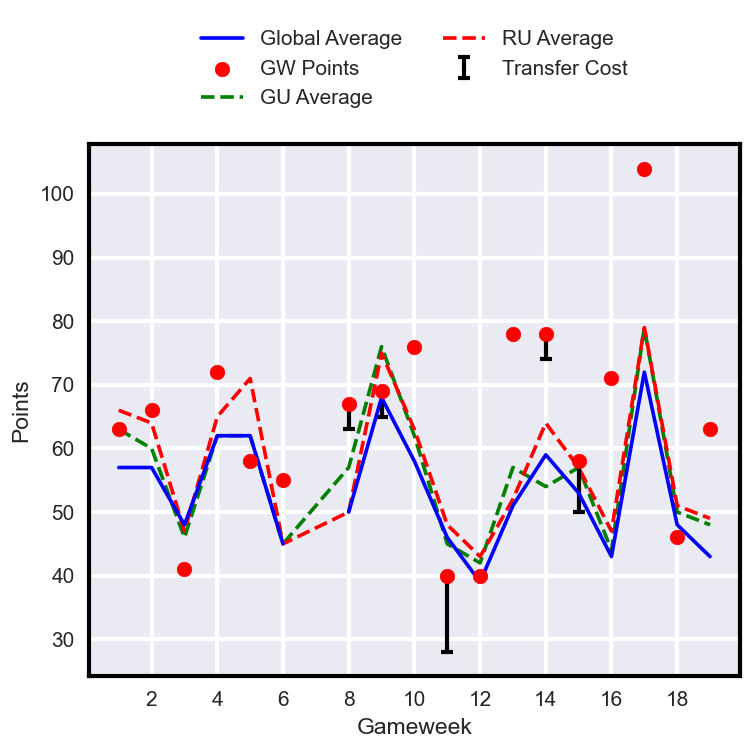 Global Average
GW Points
GU Average
RU Average
Transfer Cost
100
90
80
70
60
50
40
30
Points
2 4 6 8 10 12 14 16 18
Gameweek